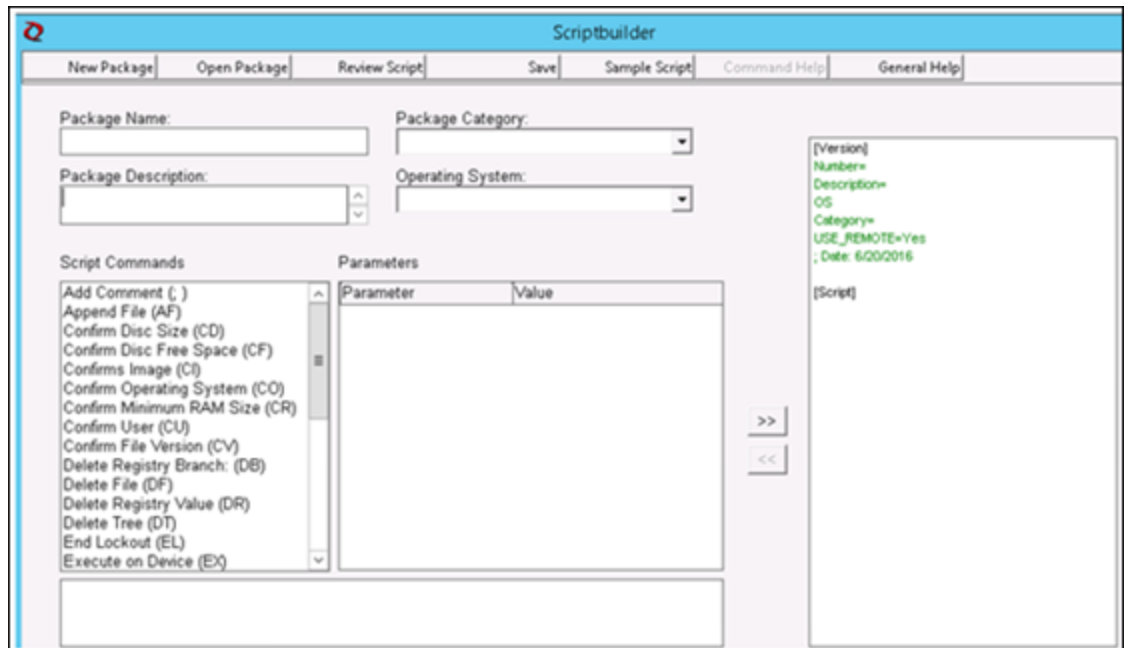 Scriptbuilder
New Package Open Package Review Script Save Sample Script Command Help General Help
Package Name: Package Category:
Package Description: Operating System:
Script Commands Parameters
Add Comment (; )
Append File (AF)
Confirm Disc Size (CD)
Confirm Disc Free Space (CF)
Confirms Image (CI)
Confirm Operating System (CO)
Confirm Minimum RAM Size (CR)
Confirm User (CU)
Confirm File Version (CV)
Delete Registry Branch: (DB)
Delete File (DF)
Delete Registry Value (DR)
Delete Tree (DT)
End Lockout (EL)
Execute on Device (EX)
Parameter Value
>>
<<
[Version]
Number=
Description=
OS
Category=
USE_REMOTE=Yes
; Date: 6/20/2016
[Script]